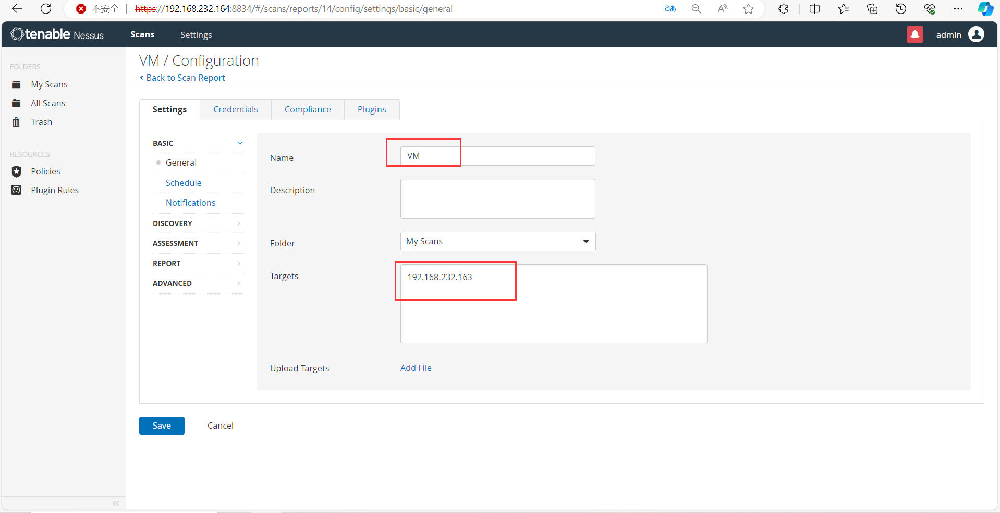 不安全 https://192.168.232.164:8834/#/scans/reports/14/config/settings/basic/general aあ A
tenable Nessus Scans Settings admin
FOLDERS
My Scans
All Scans
Trash
RESOURCES
Policies
Plugin Rules
VM / Configuration
Back to Scan Report
Settings Credentials Compliance Plugins
BASIC
General
Schedule
Notifications
DISCOVERY
ASSESSMENT
REPORT
ADVANCED
Name VM
Description
Folder My Scans
Targets 192.168.232.163
Upload Targets Add File
Save Cancel